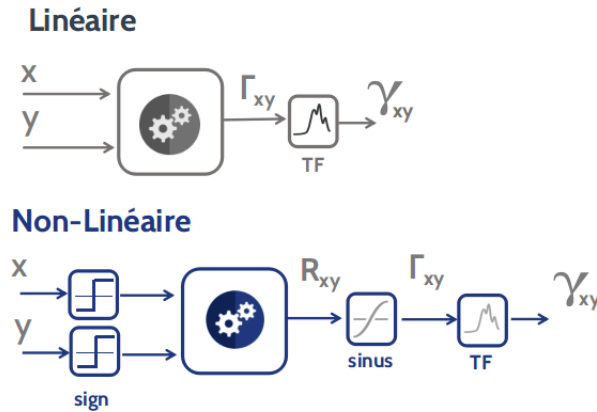 Linéaire
x
Γxy
γxy
y
TF
Non-Linéaire
x
Rxy
Γxy
γxy
y
sinus
TF
sign